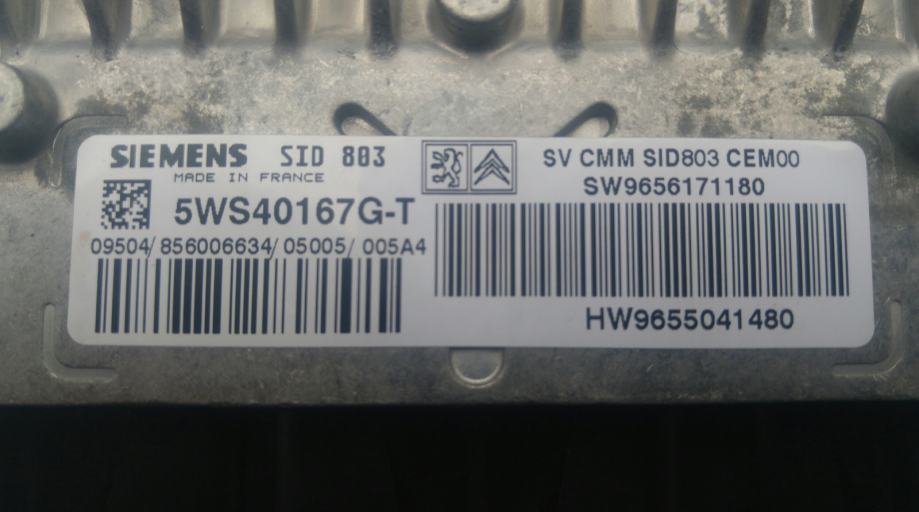 SIEMENS SID 803
MADE IN FRANCE
5WS40167G-T
09504/856006634/05005/005A4
SV CMM SID803 CEM00
SW9656171180
HW9655041480